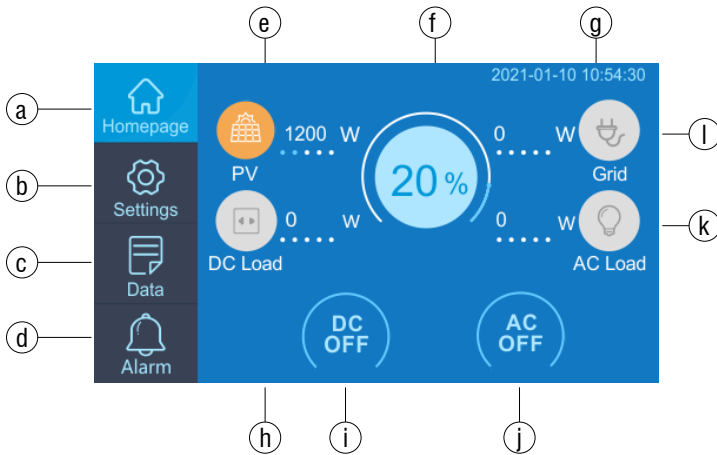 e f g
2021-01-10 10:54:30
a Homepage
1200 W
0 W
l
PV
20 %
Grid
b Settings
0 W
0 W
k
DC Load
AC Load
c Data
DC
OFF
AC
OFF
d Alarm
h i j